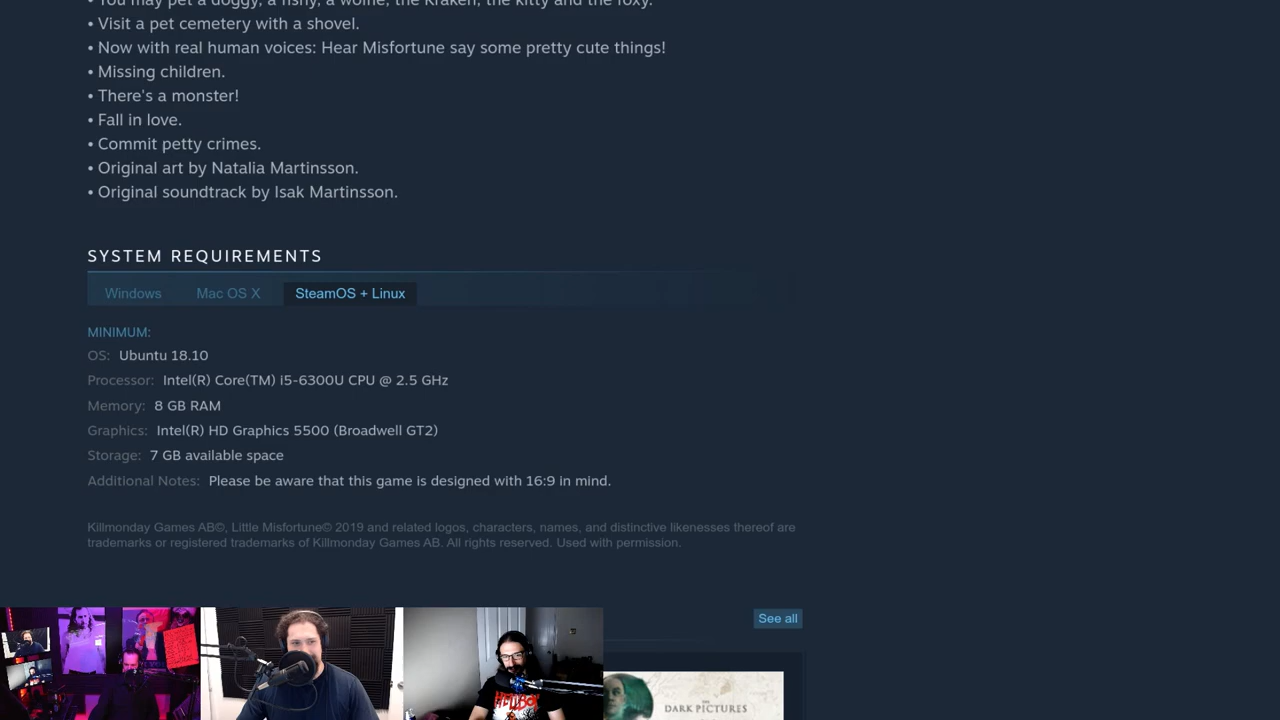 • You may pet a doggy, a fishy, a wolfie, the Kraken, the kitty and the foxy.
• Visit a pet cemetery with a shovel.
• Now with real human voices: Hear Misfortune say some pretty cute things!
• Missing children.
• There's a monster!
• Fall in love.
• Commit petty crimes.
• Original art by Natalia Martinsson.
• Original soundtrack by Isak Martinsson.
SYSTEM REQUIREMENTS
Windows Mac OS X SteamOS + Linux
MINIMUM:
OS: Ubuntu 18.10
Processor: Intel(R) Core(TM) i5-6300U CPU @ 2.5 GHz
Memory: 8 GB RAM
Graphics: Intel(R) HD Graphics 5500 (Broadwell GT2)
Storage: 7 GB available space
Additional Notes: Please be aware that this game is designed with 16:9 in mind.
Killmonday Games AB©, Little Misfortune© 2019 and related logos, characters, names, and distinctive likenesses thereof are
trademarks or registered trademarks of Killmonday Games AB. All rights reserved. Used with permission.
See all
HELLBOY
THE
DARK PICTURES